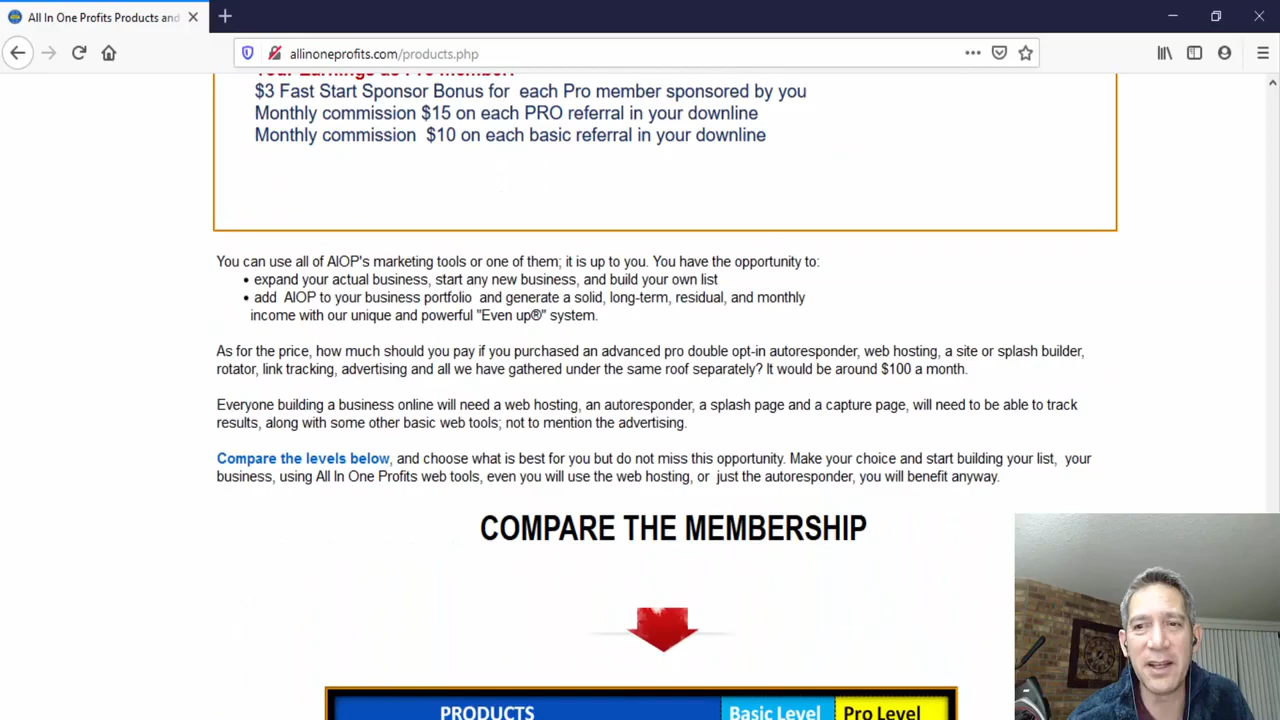 All In One Profits Products and
allinoneprofits.com/products.php
Your Earnings as Pro Member:
$3 Fast Start Sponsor Bonus for each Pro member sponsored by you
Monthly commission $15 on each PRO referral in your downline
Monthly commission $10 on each basic referral in your downline
You can use all of AIOP's marketing tools or one of them; it is up to you. You have the opportunity to:
• expand your actual business, start any new business, and build your own list
• add AIOP to your business portfolio and generate a solid, long-term, residual, and monthly
income with our unique and powerful "Even up®" system.
As for the price, how much should you pay if you purchased an advanced pro double opt-in autoresponder, web hosting, a site or splash builder,
rotator, link tracking, advertising and all we have gathered under the same roof separately? It would be around $100 a month.
Everyone building a business online will need a web hosting, an autoresponder, a splash page and a capture page, will need to be able to track
results, along with some other basic web tools; not to mention the advertising.
Compare the levels below, and choose what is best for you but do not miss this opportunity. Make your choice and start building your list, your
business, using All In One Profits web tools, even you will use the web hosting, or just the autoresponder, you will benefit anyway.
COMPARE THE MEMBERSHIP
PRODUCTS Basic Level Pro Level